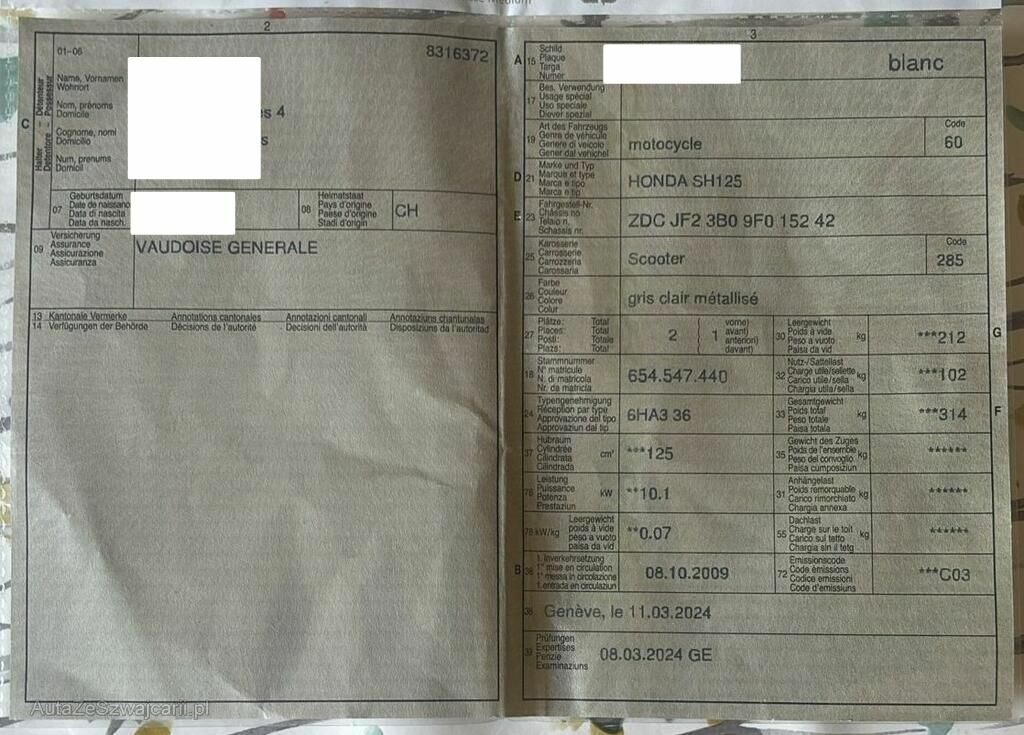 2
01-06
8316372
C
Halter – Détenteur
Detentore – Possessur
Name, Vornamen
Wohnort
Nom, prénoms
Domicile
es 4
Cognome, nomi
Domicilio
s
Num, prenums
Domicil
07
Geburtsdatum
Date de naissance
Data di nascita
Data da nasch.
08
Heimatstaat
Pays d'origine
Paese d'origine
Stadi d'origin
CH
09
Versicherung
Assurance
Assicurazione
Assicuranza
VAUDOISE GENERALE
13 Kantonale Vermerke Annotations cantonales Annotazioni cantonali Annotaziuns chantunalas
14 Verfügungen der Behörde Décisions de l'autorité Decisioni dell'autorità Disposiziuns da l'autoritad
3
A 15
Schild
Plaque
Targa
Numer
blanc
17
Bes. Verwendung
Usage spécial
Uso speciale
Diever spezial
19
Art des Fahrzeugs
Genre de véhicule
Genere di veicolo
Gener dal vehichel
motocycle
Code
60
D 21
Marke und Typ
Marque et type
Marca e tipo
Marca e tip
HONDA SH125
E 23
Fahrgestell-Nr.
Châssis no
Telaio n.
Schassis nr.
ZDC JF2 3B0 9F0 152 42
25
Karosserie
Carrosserie
Carrozzeria
Carossaria
Scooter
Code
285
26
Farbe
Couleur
Colore
Colur
gris clair métallisé
27
Plätze: Total
Places: Total
Posti: Totale
Plazs: Total
2 ( 1
vorne)
avant)
anteriori)
davant)
30
Leergewicht
Poids à vide
Peso a vuoto
Paisa da vid
kg
***212
G
18
Stammnummer
N° matricule
N. di matricola
Nr. da matricla
654.547.440
32
Nutz-/Sattellast
Charge utile/sellette
Carico utile/sella
Chargia utila/sella
kg
***102
24
Typengenehmigung
Réception par type
Approvazione del tipo
Approvaziun dal tip
6HA3 36
33
Gesamtgewicht
Poids total
Peso totale
Paisa totala
kg
***314
F
37
Hubraum
Cylindrée
Cilindrata
Cilindrada
cm³
***125
35
Gewicht des Zuges
Poids de l'ensemble
Peso del convoglio
Paisa cumposiziun
kg
******
76
Leistung
Puissance
Potenza
Prestaziun
kW
**10.1
31
Anhängelast
Poids remorquable
Carico rimorchiato
Chargia annexa
kg
******
78 kW/kg
Leergewicht
poids à vide
peso a vuoto
paisa da vid
**0.07
55
Dachlast
Charge sur le toit
Carico sul tetto
Chargia sin il tetg
kg
******
B 36
1. Inverkehrsetzung
1re mise en circulation
1a messa in circolazione
1. entrada en circulaziun
08.10.2009
72
Emissionscode
Code émissions
Codice emissioni
Code d'emissiuns
***C03
38
Genève, le 11.03.2024
39
Prüfungen
Expertises
Perizie
Examinaziuns
08.03.2024 GE
AutaZeSzwajcarii.pl